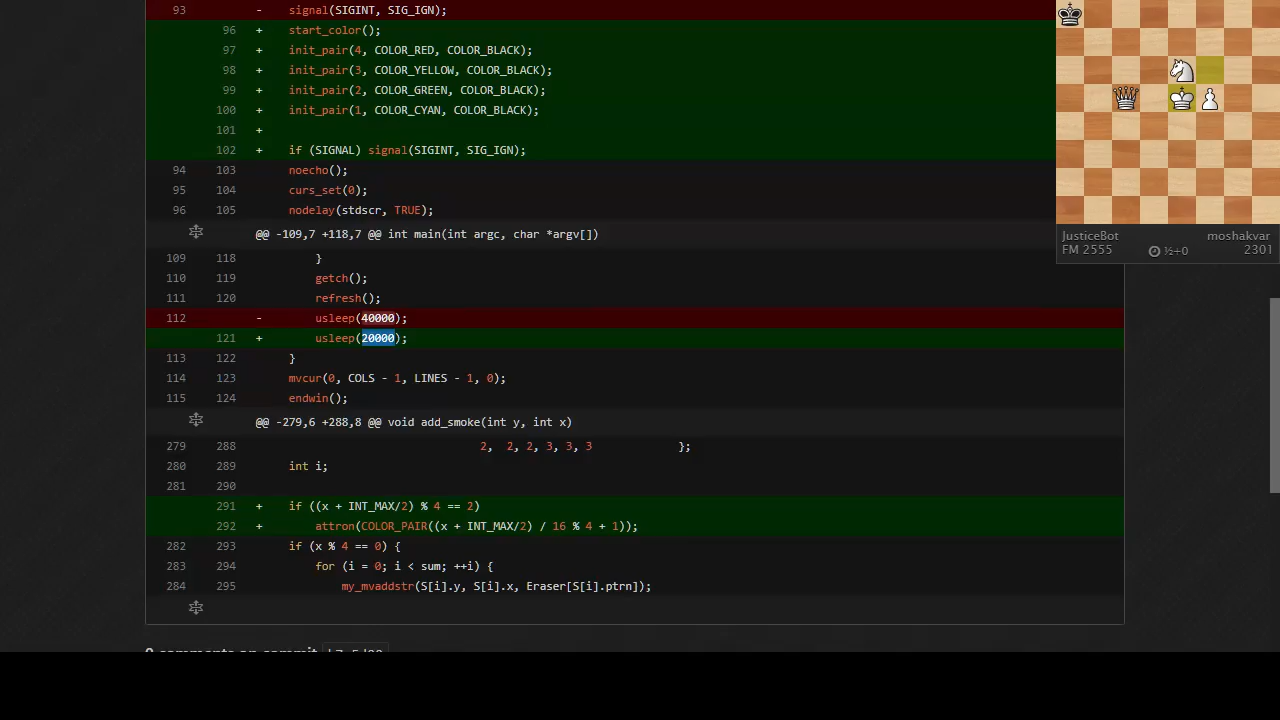 93 - signal(SIGINT, SIG_IGN);
96 + start_color();
97 + init_pair(4, COLOR_RED, COLOR_BLACK);
98 + init_pair(3, COLOR_YELLOW, COLOR_BLACK);
99 + init_pair(2, COLOR_GREEN, COLOR_BLACK);
100 + init_pair(1, COLOR_CYAN, COLOR_BLACK);
101 +
102 + if (SIGNAL) signal(SIGINT, SIG_IGN);
94 103 noecho();
95 104 curs_set(0);
96 105 nodelay(stdscr, TRUE);
@@ -109,7 +118,7 @@ int main(int argc, char *argv[])
109 118 }
110 119 getch();
111 120 refresh();
112 - usleep(40000);
121 + usleep(20000);
113 122 }
114 123 mvcur(0, COLS - 1, LINES - 1, 0);
115 124 endwin();
@@ -279,6 +288,8 @@ void add_smoke(int y, int x)
279 288 2, 2, 2, 3, 3, 3 };
280 289 int i;
281 290
291 + if ((x + INT_MAX/2) % 4 == 2)
292 + attron(COLOR_PAIR((x + INT_MAX/2) / 16 % 4 + 1));
282 293 if (x % 4 == 0) {
283 294 for (i = 0; i < sum; ++i) {
284 295 my_mvaddstr(S[i].y, S[i].x, Eraser[S[i].ptrn]);
0 comments on commit
JusticeBot moshakvar
FM 2555 ½+0 2301